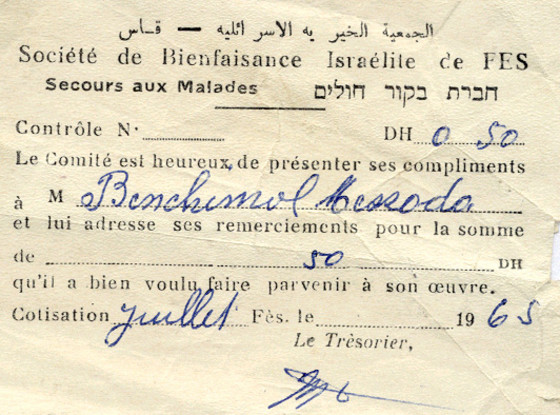 الجمعية الخيرية الاسرائلية — فاس
Société de Bienfaisance Israélite de FES
Secours aux Malades חברת בקור חולים
Contrôle N· DH 0 50
Le Comité est heureux de présenter ses compliments
à M Benchimol Messoda
et lui adresse ses remerciements pour la somme
de 50 DH
qu'il a bien voulu faire parvenir à son œuvre.
Cotisation Juillet Fès. le 1965
Le Trésorier,